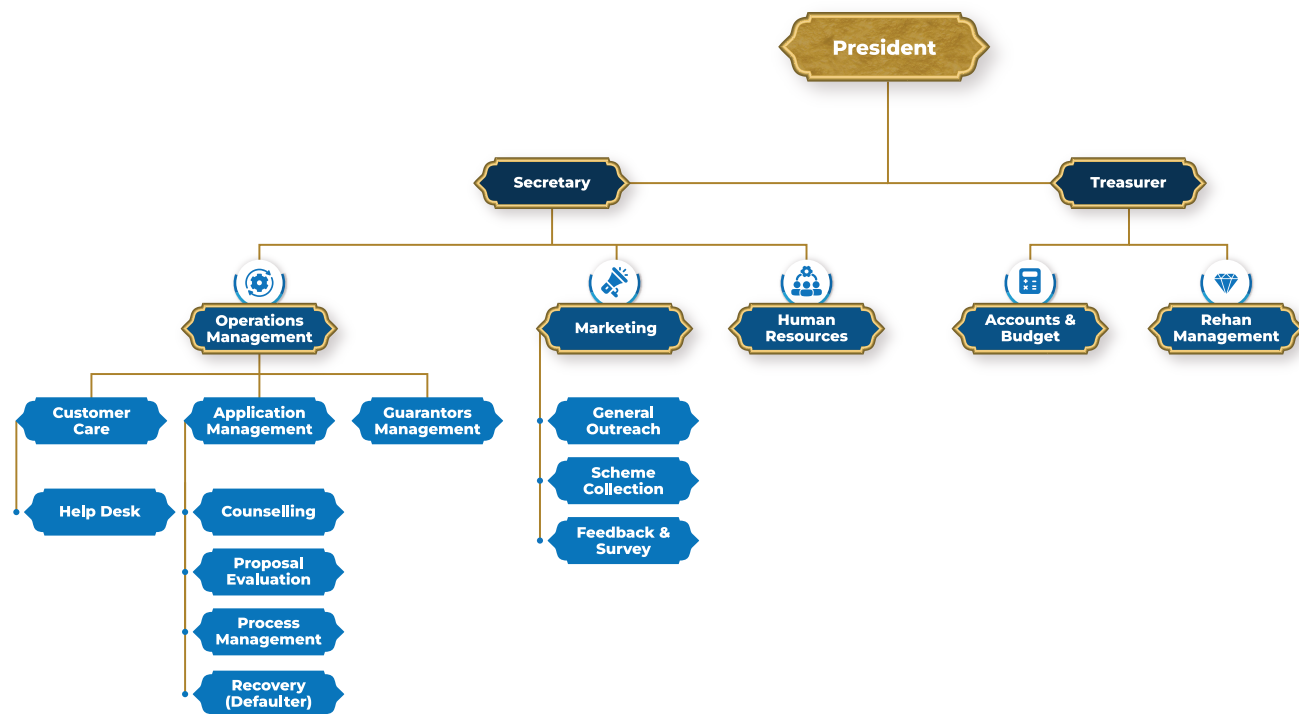 President
Secretary
Treasurer
Operations
Management
Marketing
Human
Resources
Accounts &
Budget
Rehan
Management
Customer
Care
Application
Management
Guarantors
Management
General
Outreach
Scheme
Collection
Help Desk
Counselling
Feedback &
Survey
Proposal
Evaluation
Process
Management
Recovery
(Defaulter)